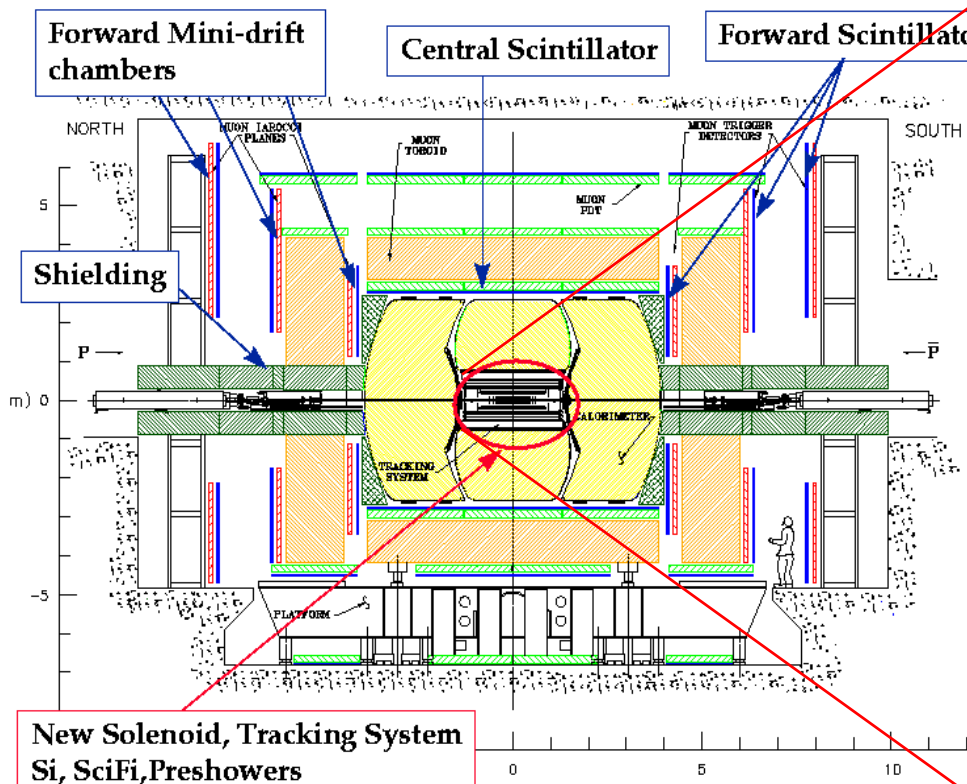 Forward Mini-drift
chambers
Central Scintillator
Forward Scintillato
NORTH
MUON IAROCCI
PLANES
MUON
TOROID
MUON TRIGGER
DETECTORS
SOUTH
MUON
PDT
5
Shielding
P
P̅
m) 0
CALORIMETER
TRACKING
SYSTEM
-5
PLATFORM
New Solenoid, Tracking System
Si, SciFi,Preshowers
0
5
10